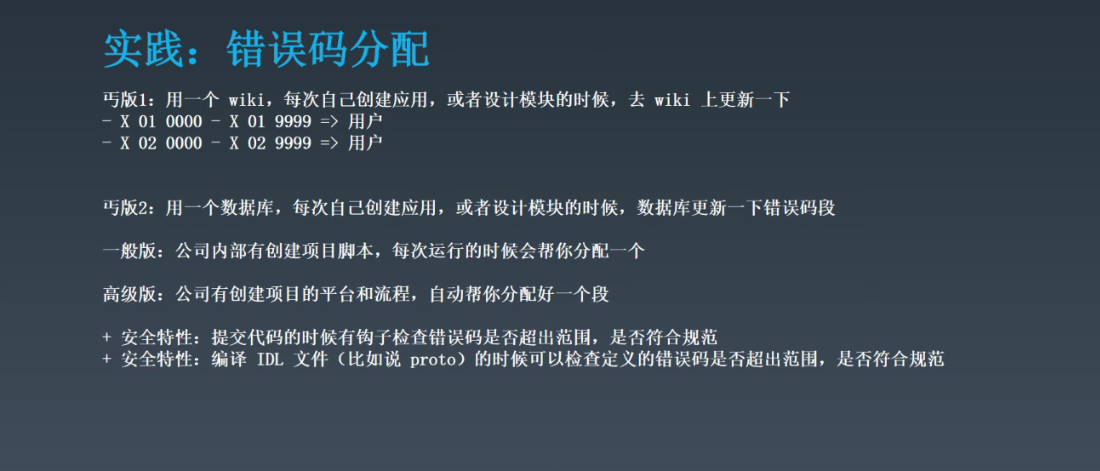 实践：错误码分配
丐版1：用一个 wiki，每次自己创建应用，或者设计模块的时候，去 wiki 上更新一下
- X 01 0000 - X 01 9999 => 用户
- X 02 0000 - X 02 9999 => 用户
丐版2：用一个数据库，每次自己创建应用，或者设计模块的时候，数据库更新一下错误码段
一般版：公司内部有创建项目脚本，每次运行的时候会帮你分配一个
高级版：公司有创建项目的平台和流程，自动帮你分配好一个段
+ 安全特性：提交代码的时候有钩子检查错误码是否超出范围，是否符合规范
+ 安全特性：编译 IDL 文件（比如说 proto）的时候可以检查定义的错误码是否超出范围，是否符合规范